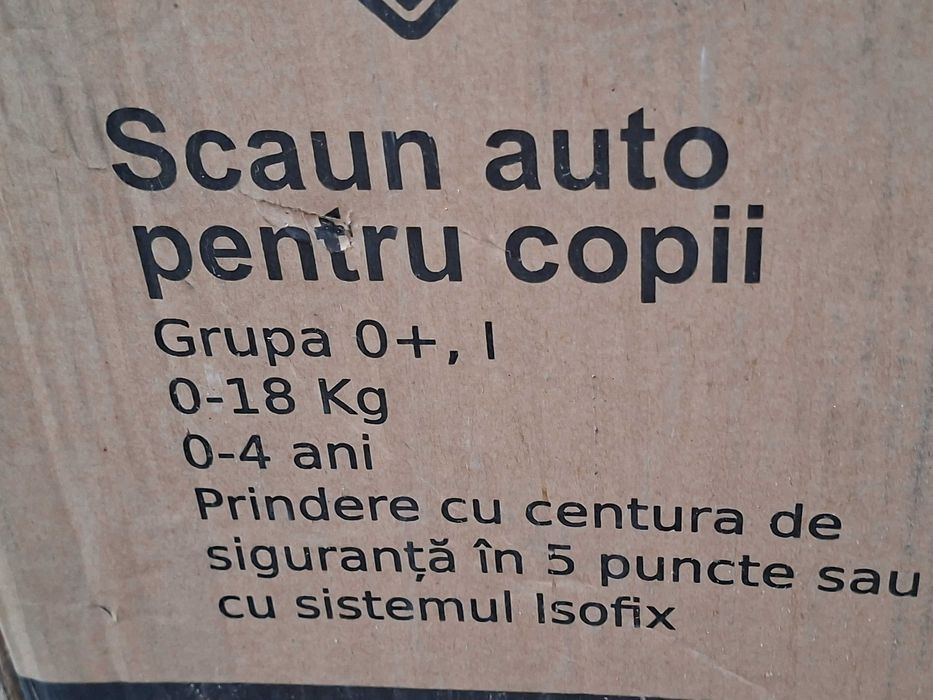 Scaun auto
pentru copii
Grupa 0+, I
0-18 Kg
0-4 ani
Prindere cu centura de
siguranță în 5 puncte sau
cu sistemul Isofix